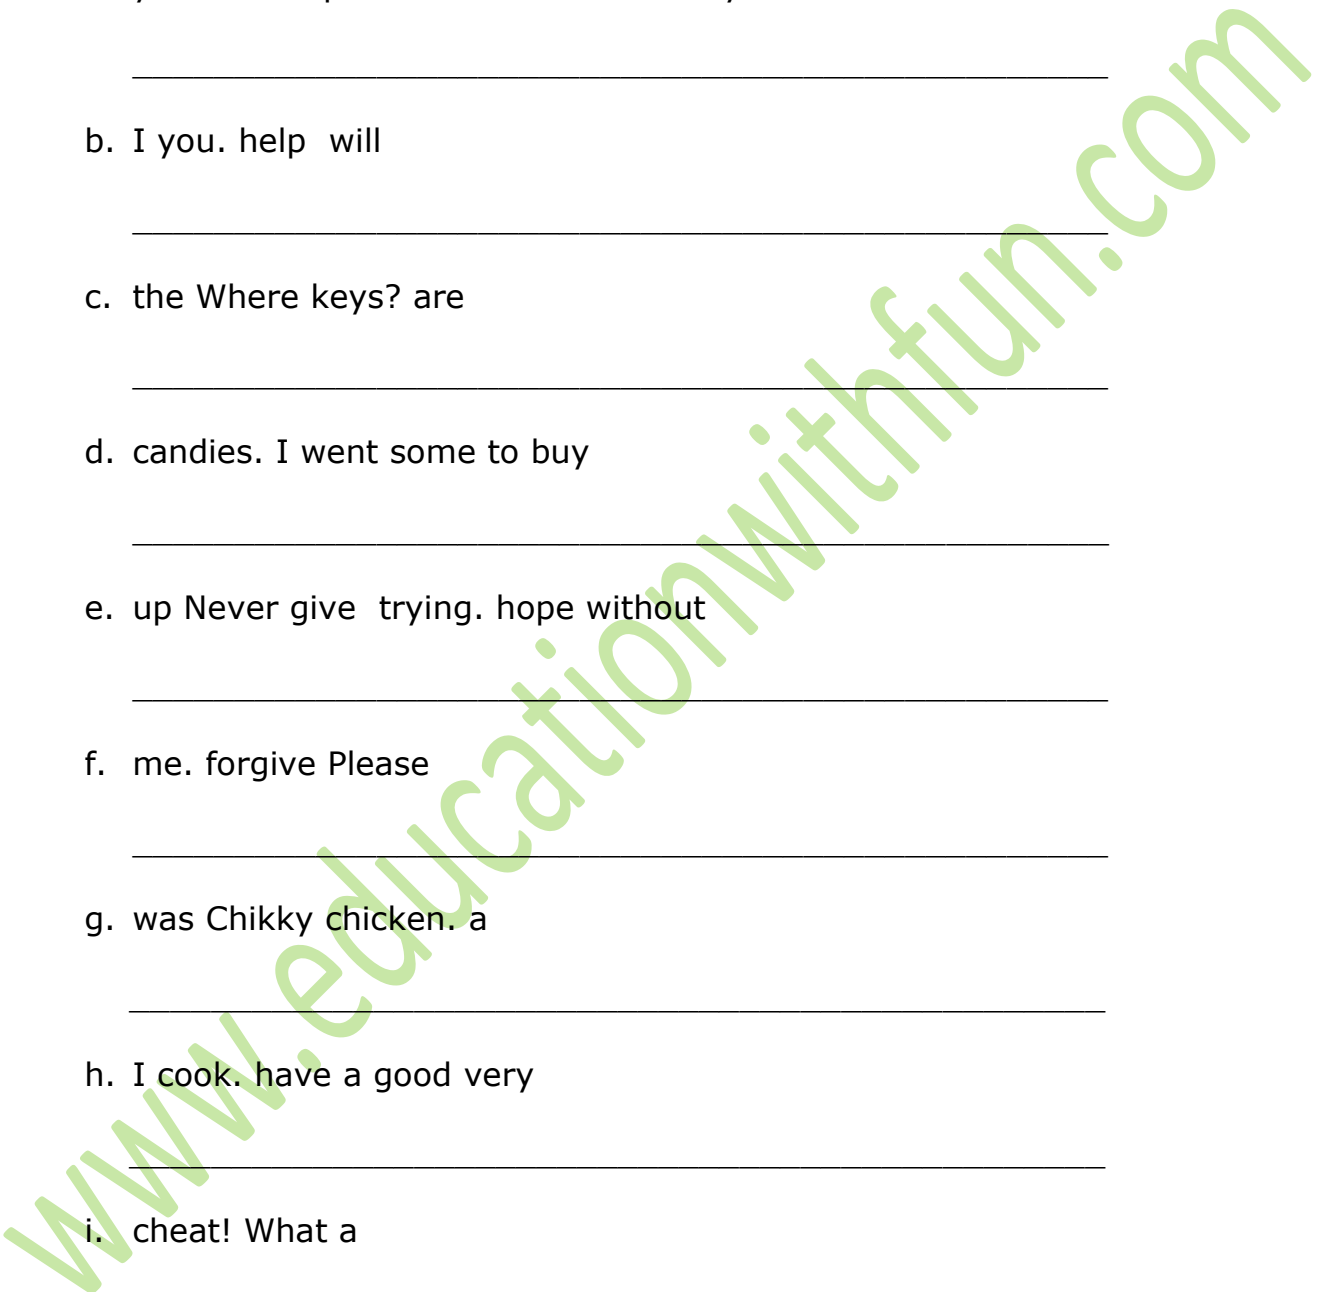 b. I you. help will
c. the Where keys? are
d. candies. I went some to buy
e. up Never give trying. hope without
f. me. forgive Please
g. was Chikky chicken. a
h. I cook. have a good very
i. cheat! What a
www.educationwithfun.com